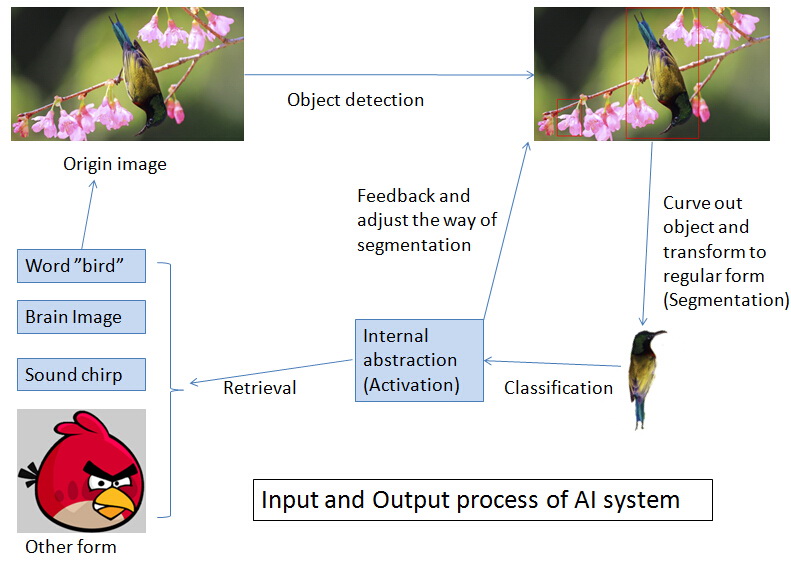 Object detection
Origin image
Feedback and
adjust the way of
segmentation
Curve out
object and
transform to
regular form
(Segmentation)
Word ”bird”
Brain Image
Sound chirp
Internal
abstraction
(Activation)
Retrieval
Classification
Input and Output process of AI system
Other form